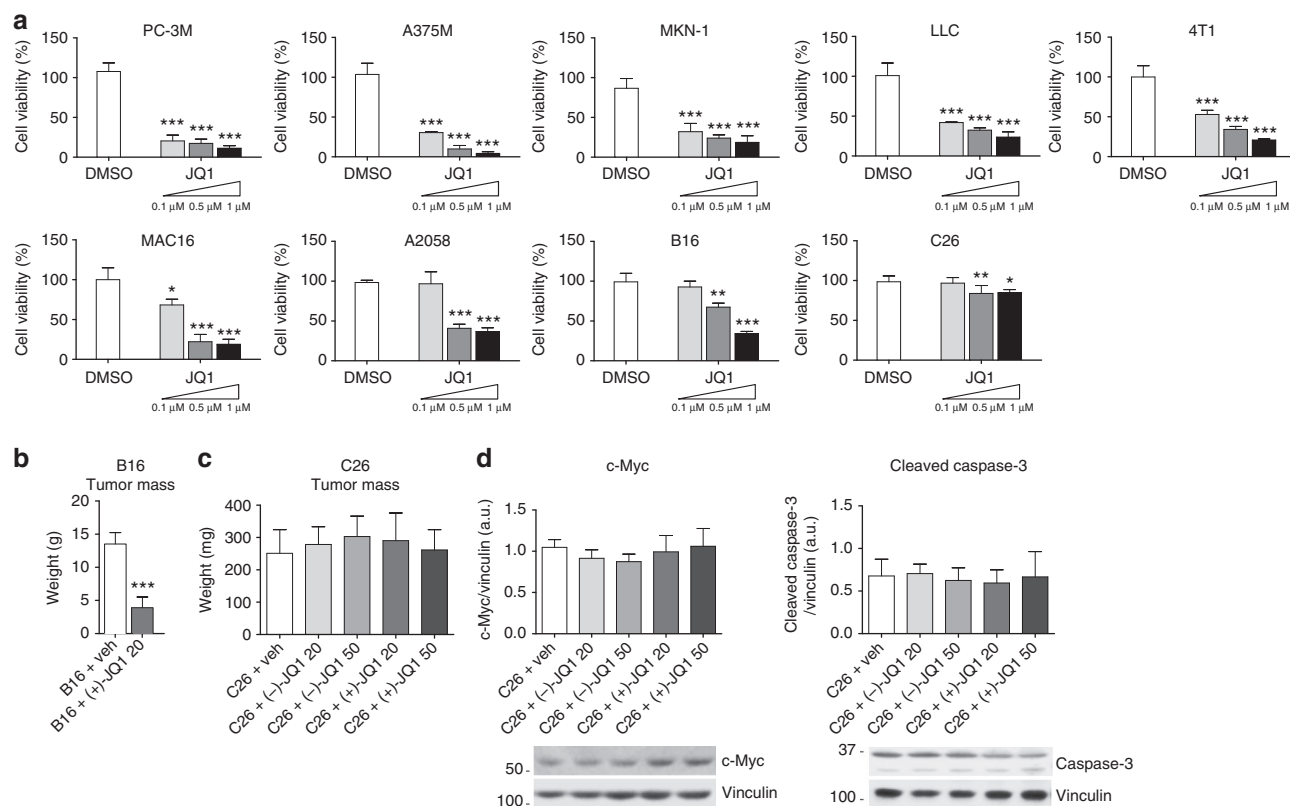 a
PC-3M
Cell viability (%)
150
100
50
0
***
***
***
DMSO
JQ1
0.1 μM 0.5 μM 1 μM
A375M
Cell viability (%)
150
100
50
0
***
***
***
DMSO
JQ1
0.1 μM 0.5 μM 1 μM
MKN-1
Cell viability (%)
150
100
50
0
***
***
***
DMSO
JQ1
0.1 μM 0.5 μM 1 μM
LLC
Cell viability (%)
150
100
50
0
***
***
***
DMSO
JQ1
0.1 μM 0.5 μM 1 μM
4T1
Cell viability (%)
150
100
50
0
***
***
***
DMSO
JQ1
0.1 μM 0.5 μM 1 μM
MAC16
Cell viability (%)
150
100
50
0
*
***
***
DMSO
JQ1
0.1 μM 0.5 μM 1 μM
A2058
Cell viability (%)
150
100
50
0
***
***
DMSO
JQ1
0.1 μM 0.5 μM 1 μM
B16
Cell viability (%)
150
100
50
0
**
***
DMSO
JQ1
0.1 μM 0.5 μM 1 μM
C26
Cell viability (%)
150
100
50
0
**
*
DMSO
JQ1
0.1 μM 0.5 μM 1 μM
b
B16
Tumor mass
Weight (g)
20
15
10
5
0
***
B16 + veh
B16 + (+)-JQ1 20
c
C26
Tumor mass
Weight (mg)
400
300
200
100
0
C26 + veh
C26 + (–)-JQ1 20
C26 + (–)-JQ1 50
C26 + (+)-JQ1 20
C26 + (+)-JQ1 50
d
c-Myc
c-Myc/vinculin (a.u.)
1.5
1.0
0.5
0.0
C26 + veh
C26 + (–)-JQ1 20
C26 + (–)-JQ1 50
C26 + (+)-JQ1 20
C26 + (+)-JQ1 50
50 -
c-Myc
100 -
Vinculin
Cleaved caspase-3
Cleaved caspase-3
/vinculin (a.u.)
1.5
1.0
0.5
0.0
C26 + veh
C26 + (–)-JQ1 20
C26 + (–)-JQ1 50
C26 + (+)-JQ1 20
C26 + (+)-JQ1 50
37 -
Caspase-3
100 -
Vinculin